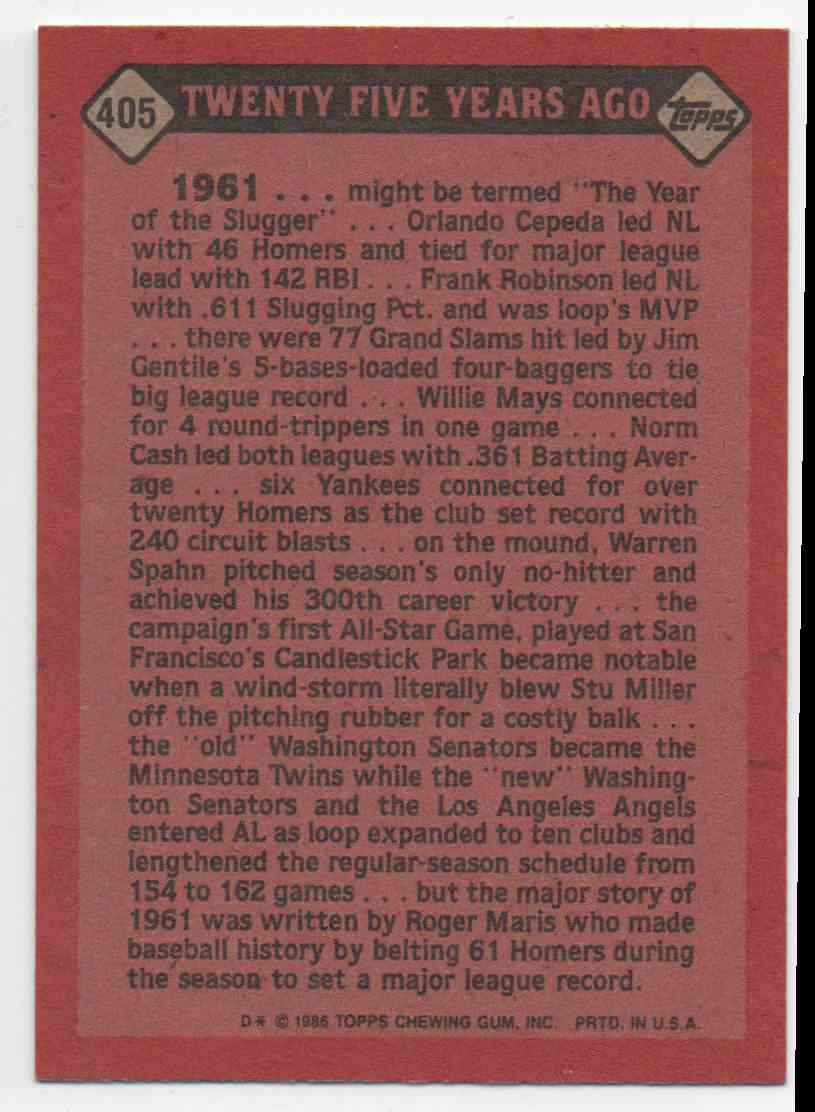 405 TWENTY FIVE YEARS AGO Topps
1961 . . . might be termed "The Year
of the Slugger" . . . Orlando Cepeda led NL
with 46 Homers and tied for major league
lead with 142 RBI . . . Frank Robinson led NL
with .611 Slugging Pct. and was loop's MVP
. . . there were 77 Grand Slams hit led by Jim
Gentile's 5-bases-loaded four-baggers to tie
big league record . . . Willie Mays connected
for 4 round-trippers in one game . . . Norm
Cash led both leagues with .361 Batting Aver-
age . . . six Yankees connected for over
twenty Homers as the club set record with
240 circuit blasts . . . on the mound, Warren
Spahn pitched season's only no-hitter and
achieved his 300th career victory . . . the
campaign's first All-Star Game, played at San
Francisco's Candlestick Park became notable
when a wind-storm literally blew Stu Miller
off the pitching rubber for a costly balk . . .
the "old" Washington Senators became the
Minnesota Twins while the "new" Washing-
ton Senators and the Los Angeles Angels
entered AL as loop expanded to ten clubs and
lengthened the regular-season schedule from
154 to 162 games . . . but the major story of
1961 was written by Roger Maris who made
baseball history by belting 61 Homers during
the season to set a major league record.
D* © 1986 TOPPS CHEWING GUM, INC. PRTD. IN U.S.A.